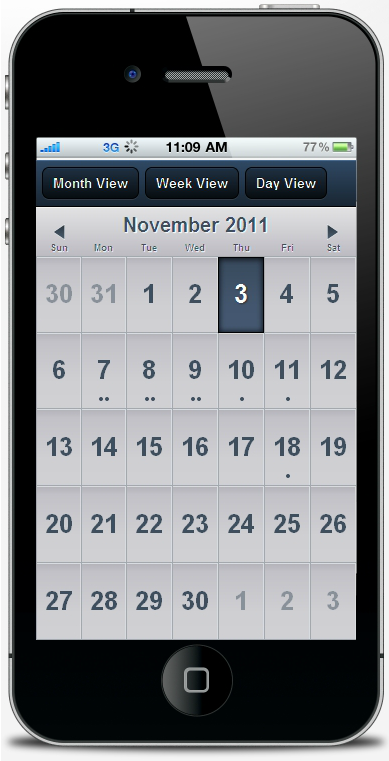 3G 11:09 AM 77%
Month View Week View Day View
November 2011
Sun Mon Tue Wed Thu Fri Sat
30 31 1 2 3 4 5
6 7 8 9 10 11 12
13 14 15 16 17 18 19
20 21 22 23 24 25 26
27 28 29 30 1 2 3